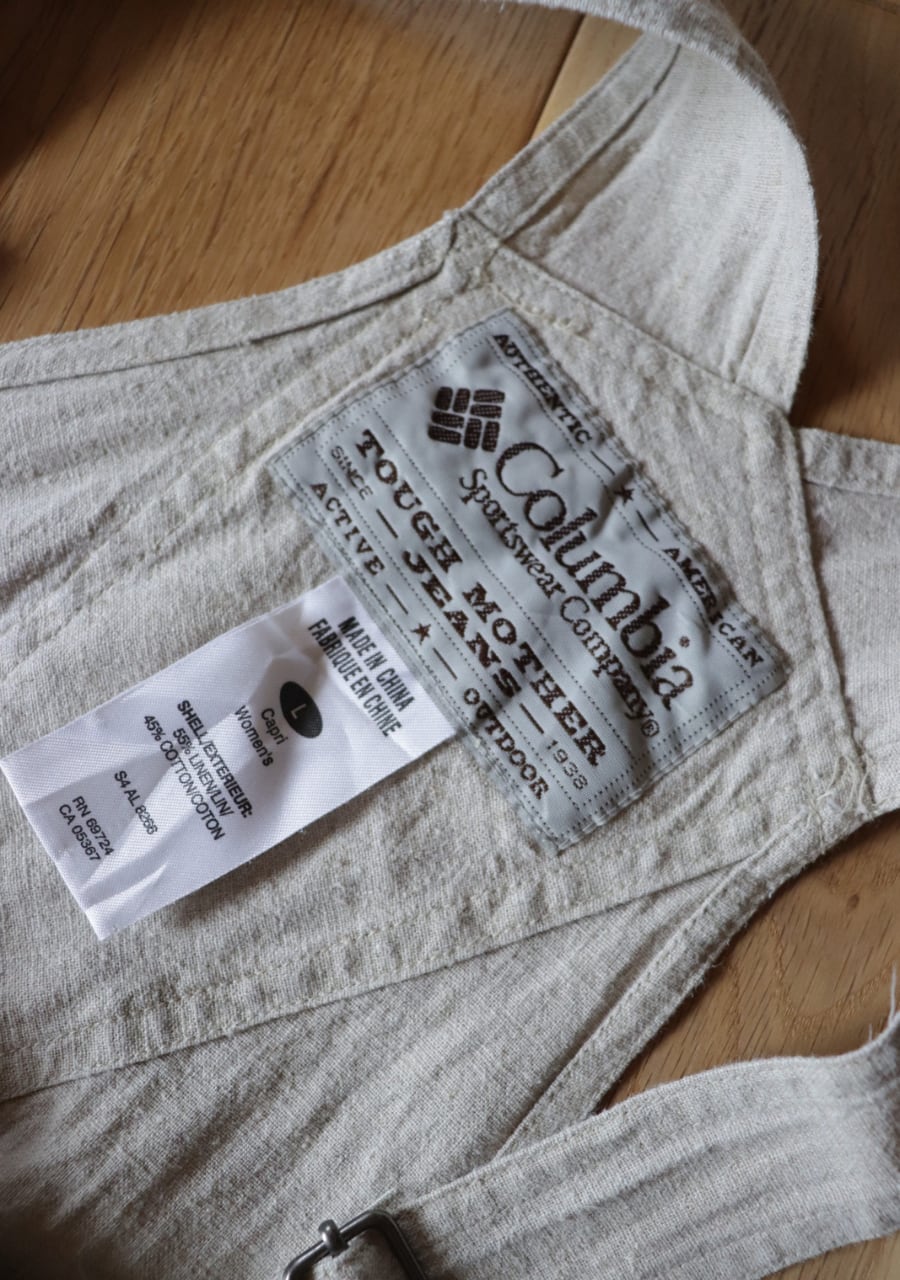 AUTHENTIC — ★ — AMERICAN
Columbia
Sportswear Company®
TOUGH MOTHER
SINCE — JEANS — 1938
ACTIVE — ★ — OUTDOOR
MADE IN CHINA
FABRIQUE EN CHINE
L
Capri
Women's
SHELL/EXTERIEUR:
55% LINEN/LIN/
45% COTTON/COTON
S4 AL 8266
RN 69724
CA 05367